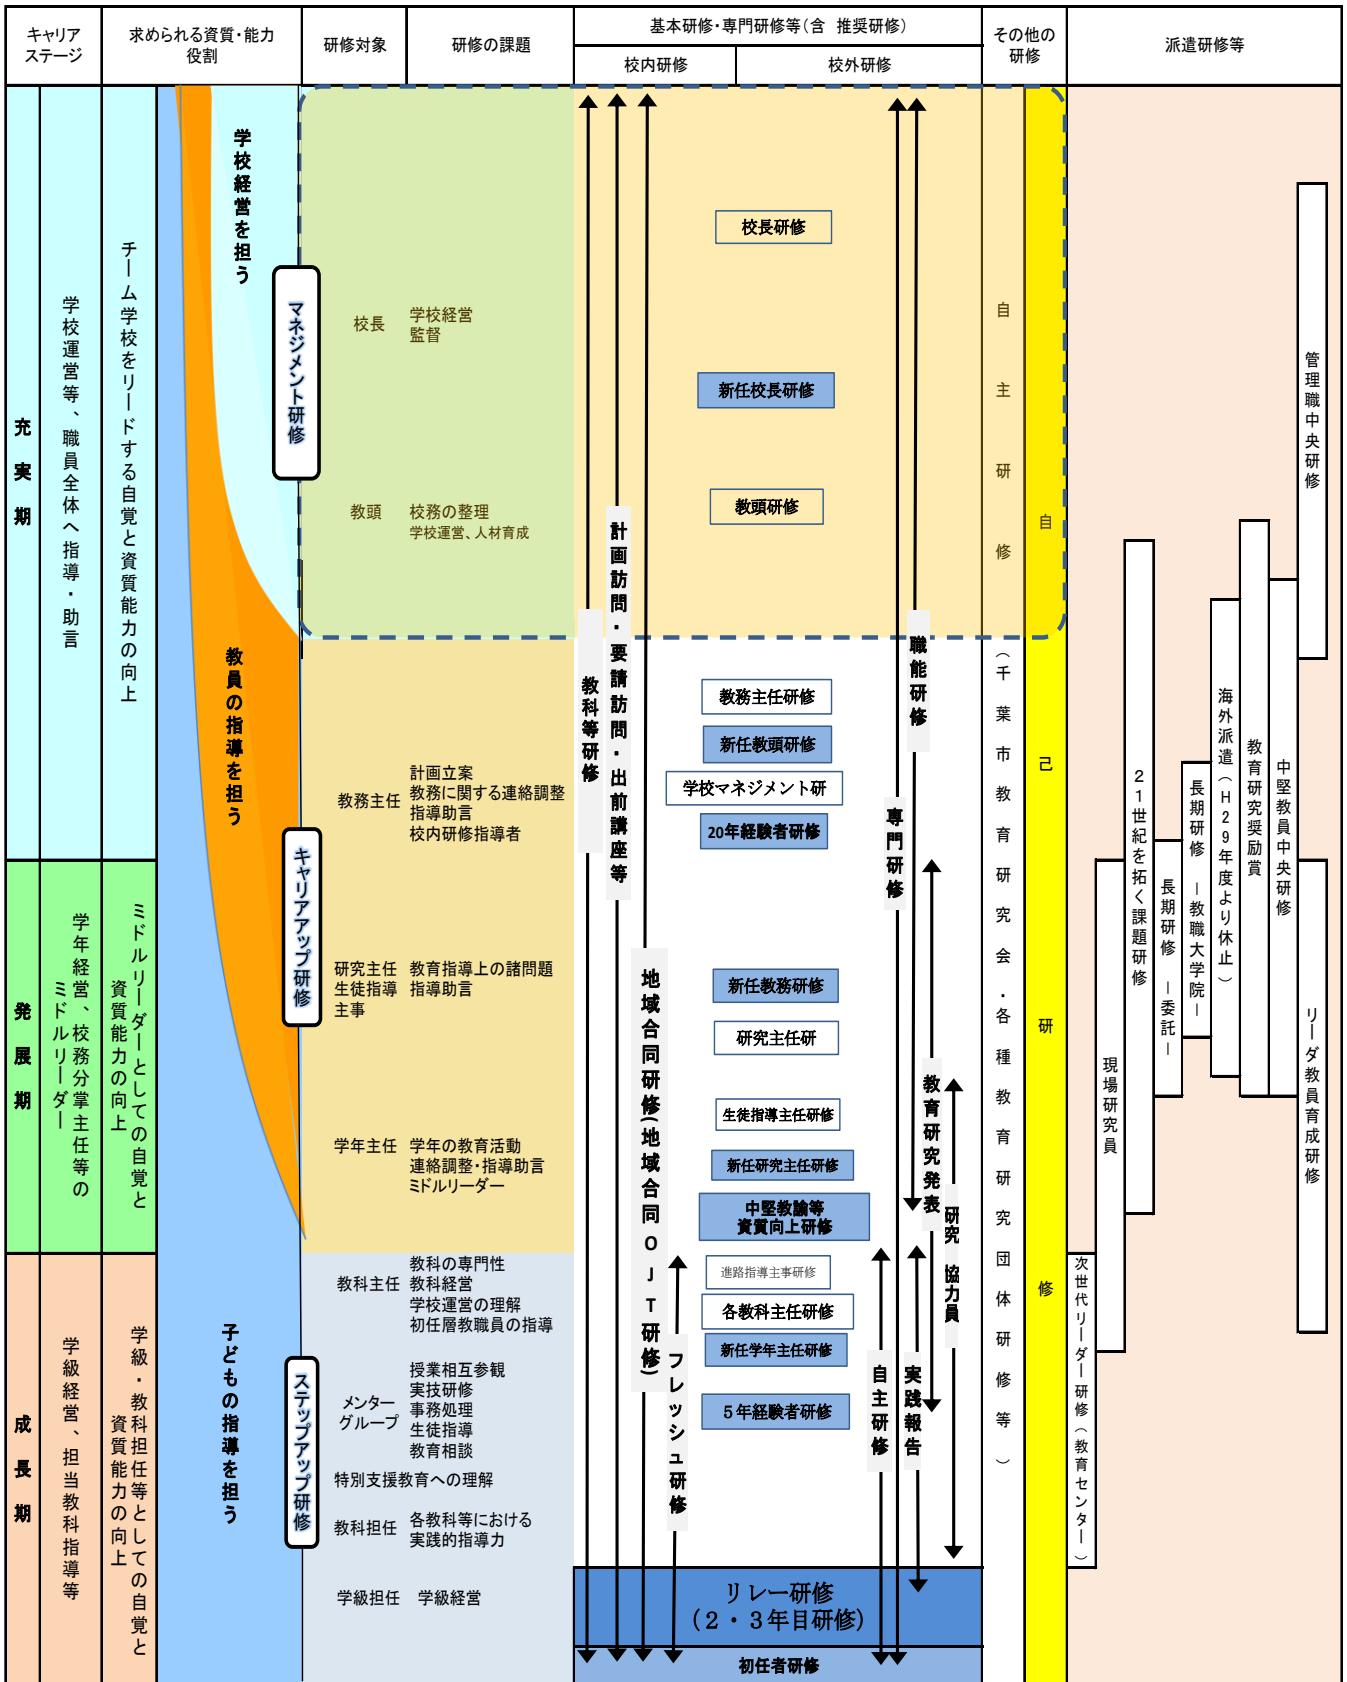 キャリア
ステージ
求められる資質・能力
役割
研修対象
研修の課題
基本研修・専門研修等(含　推奨研修)
校内研修
校外研修
その他の
研修
派遣研修等
充実期
学校運営等、職員全体へ指導・助言
チーム学校をリードする自覚と資質能力の向上
発展期
学年経営、校務分掌主任等の
ミドルリーダー
ミドルリーダーとしての自覚と
資質能力の向上
成長期
学級経営、担当教科指導等
学級・教科担任等としての自覚と
資質能力の向上
学校経営を担う
教員の指導を担う
子どもの指導を担う
マネジメント研修
キャリアアップ研修
ステップアップ研修
校長
学校経営
監督
教頭
校務の整理
学校運営、人材育成
教務主任
計画立案
教務に関する連絡調整
指導助言
校内研修指導者
研究主任
生徒指導
主事
教育指導上の諸問題
指導助言
学年主任
学年の教育活動
連絡調整・指導助言
ミドルリーダー
教科主任
教科の専門性
教科経営
学校運営の理解
初任層教職員の指導
メンター
グループ
授業相互参観
実技研修
事務処理
生徒指導
教育相談
特別支援教育への理解
教科担任
各教科等における
実践的指導力
学級担任
学級経営
教科等研修
計画訪問・要請訪問・出前講座等
地域合同研修(地域合同OJT研修)
フレッシュ研修
校長研修
新任校長研修
教頭研修
教務主任研修
新任教頭研修
学校マネジメント研
20年経験者研修
新任教務研修
研究主任研
生徒指導主任研修
新任研究主任研修
中堅教諭等
資質向上研修
進路指導主事研修
各教科主任研修
新任学年主任研修
5年経験者研修
リレー研修
(2・3年目研修)
初任者研修
職能研修
専門研修
教育研究発表
研究　協力員
自主研修
実践報告
自主研修(千葉市教育研究会・各種教育研究団体研修等)
自己研修
次世代リーダー研修(教育センター)
現場研究員
21世紀を拓く課題研修
長期研修　－委託－
長期研修　－教職大学院－
海外派遣(H29年度より休止)
教育研究奨励賞
中堅教員中央研修
管理職中央研修
リーダ教員育成研修